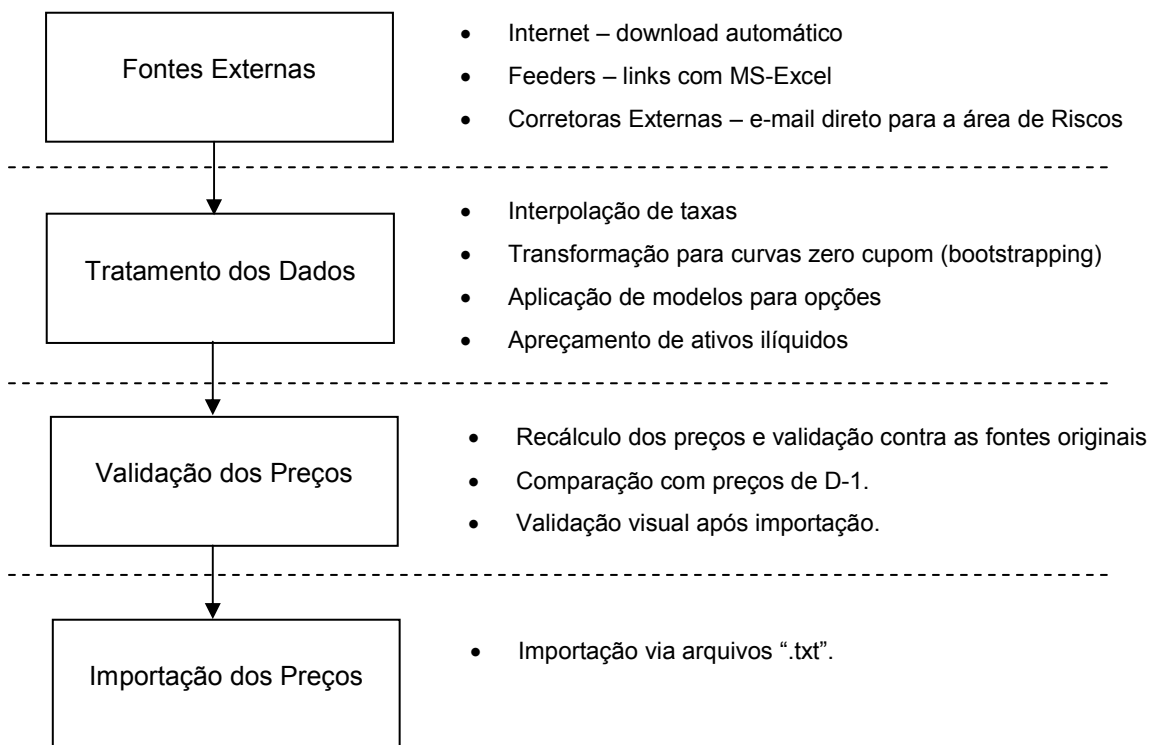 Fontes Externas
• Internet – download automático
• Feeders – links com MS-Excel
• Corretoras Externas – e-mail direto para a área de Riscos
Tratamento dos Dados
• Interpolação de taxas
• Transformação para curvas zero cupom (bootstrapping)
• Aplicação de modelos para opções
• Apreçamento de ativos ilíquidos
Validação dos Preços
• Recálculo dos preços e validação contra as fontes originais
• Comparação com preços de D-1.
• Validação visual após importação.
Importação dos Preços
• Importação via arquivos “.txt”.